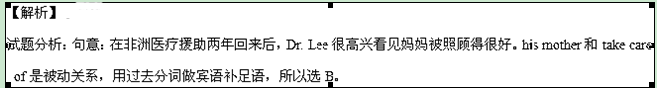 【解析】
试题分析：句意：在非洲医疗援助两年回来后，Dr. Lee 很高兴看见妈妈被照顾得很好。his mother 和 take care
of 是被动关系，用过去分词做宾语补足语，所以选 B。